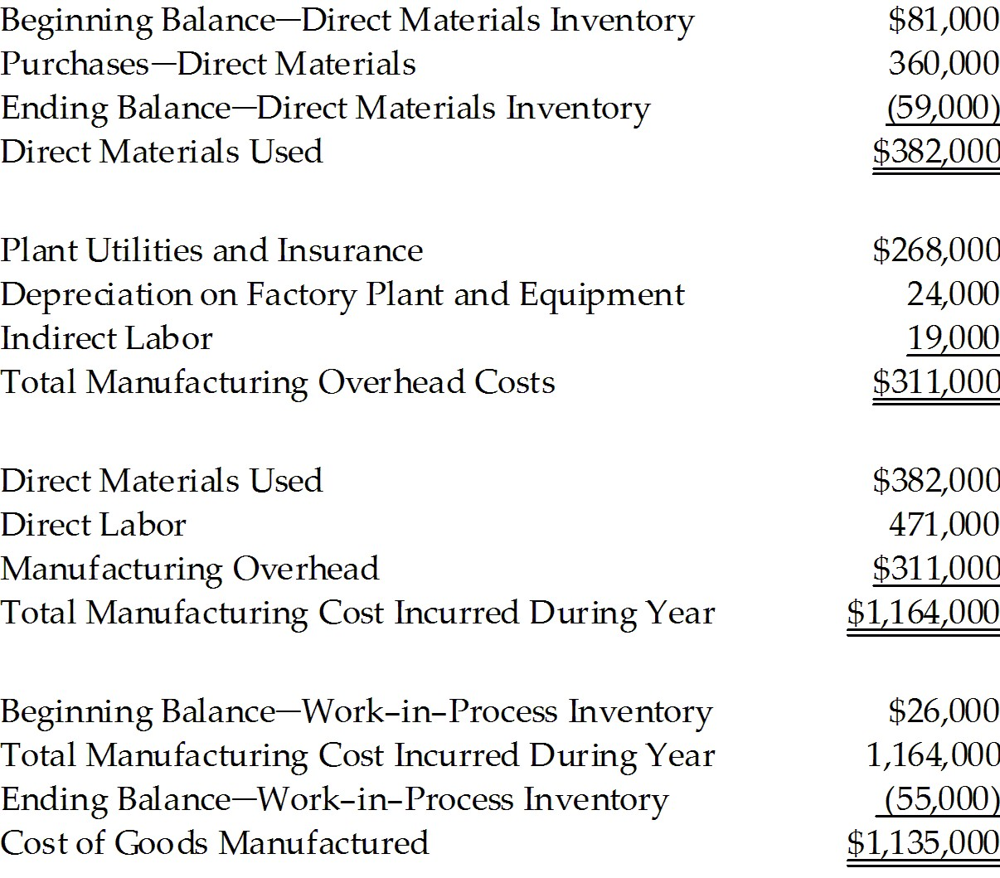 Beginning Balance—Direct Materials Inventory $81,000
Purchases—Direct Materials 360,000
Ending Balance—Direct Materials Inventory (59,000)
Direct Materials Used $382,000
Plant Utilities and Insurance $268,000
Depreciation on Factory Plant and Equipment 24,000
Indirect Labor 19,000
Total Manufacturing Overhead Costs $311,000
Direct Materials Used $382,000
Direct Labor 471,000
Manufacturing Overhead $311,000
Total Manufacturing Cost Incurred During Year $1,164,000
Beginning Balance—Work–in–Process Inventory $26,000
Total Manufacturing Cost Incurred During Year 1,164,000
Ending Balance—Work–in–Process Inventory (55,000)
Cost of Goods Manufactured $1,135,000